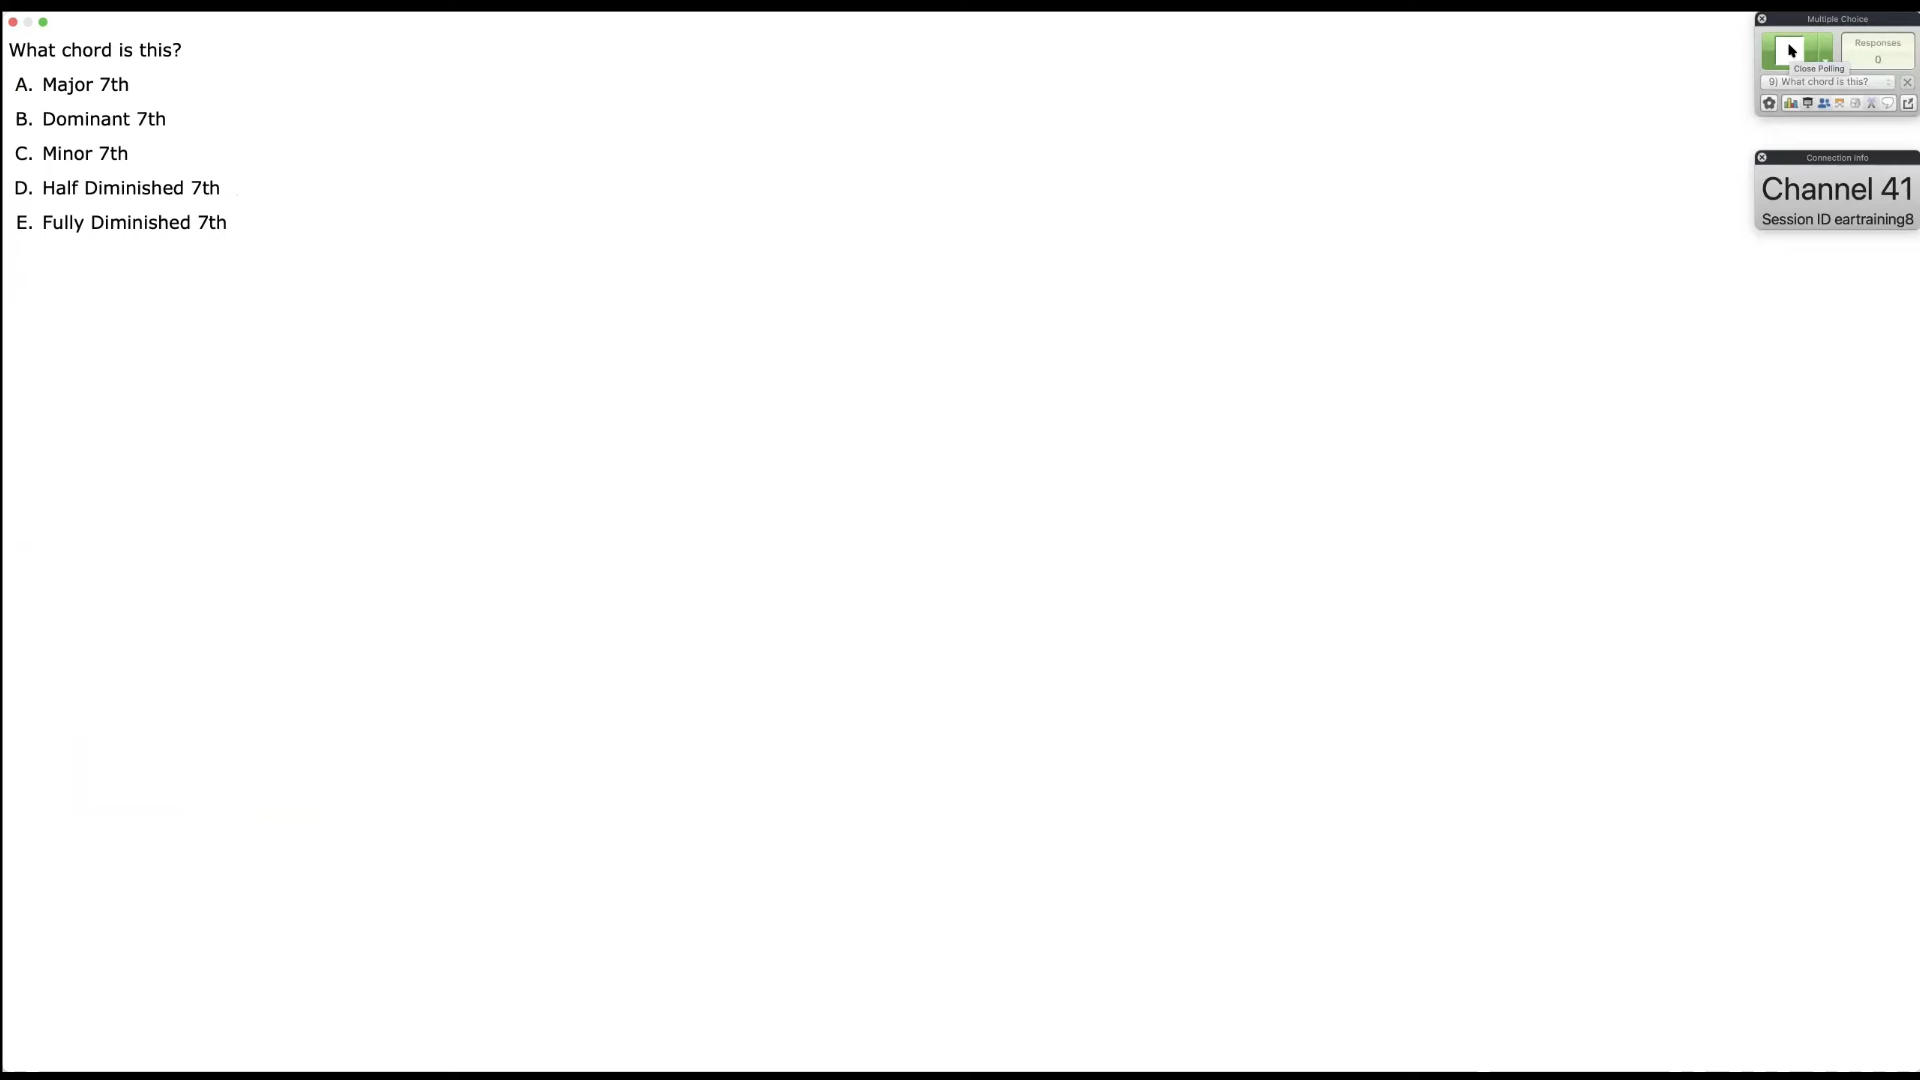 What chord is this?
A. Major 7th
B. Dominant 7th
C. Minor 7th
D. Half Diminished 7th
E. Fully Diminished 7th
Multiple Choice
Responses
0
Close Polling
9) What chord is this?
Connection Info
Channel 41
Session ID eartraining8